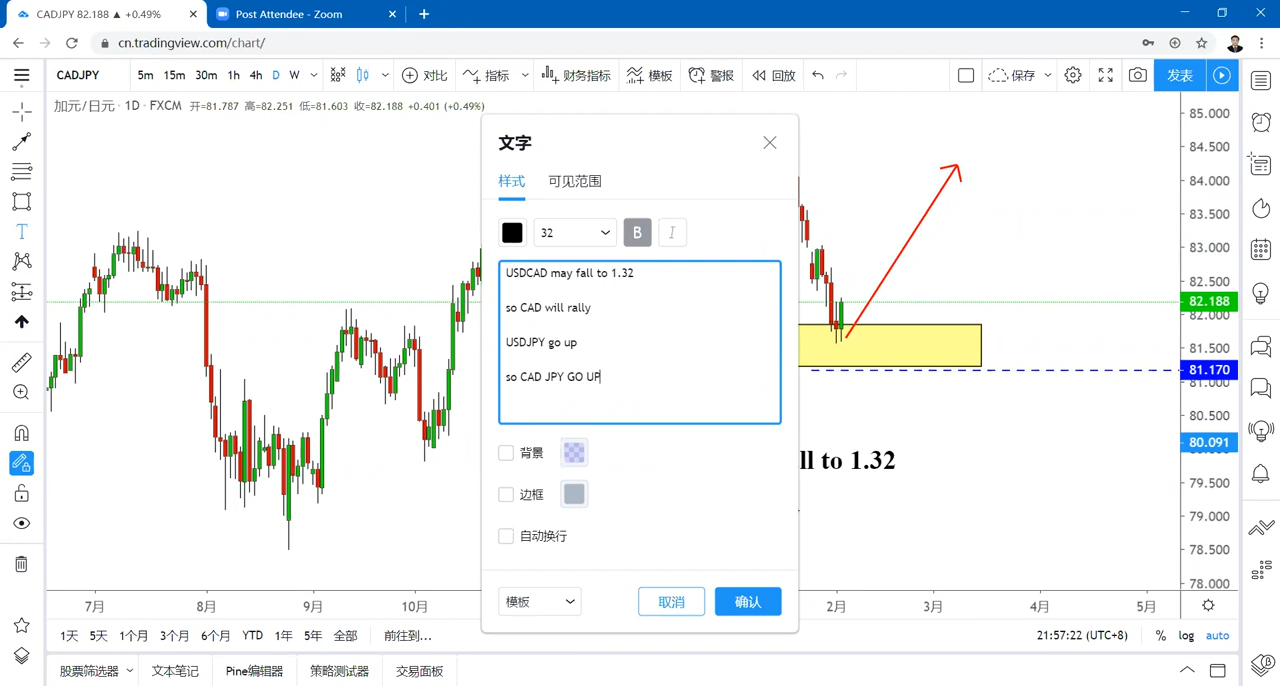 CADJPY 82.188 ▲ +0.49%
Post Attendee - Zoom
cn.tradingview.com/chart/
CADJPY 5m 15m 30m 1h 4h D W 对比 指标 财务指标 模板 警报 回放 保存 发表
加元/日元 · 1D · FXCM 开=81.787 高=82.251 低=81.603 收=82.188 +0.401 (+0.49%)
文字
样式 可见范围
32 B I
USDCAD may fall to 1.32
so CAD will rally
USDJPY go up
so CAD JPY GO UP
背景
边框
自动换行
模板 取消 确认
ll to 1.32
85.000
84.500
84.000
83.500
83.000
82.500
82.188
82.000
81.500
81.170
81.000
80.500
80.091
79.500
79.000
78.500
78.000
7月 8月 9月 10月 2月 3月 4月 5月
1天 5天 1个月 3个月 6个月 YTD 1年 5年 全部 前往到... 21:57:22 (UTC+8) % log auto
股票筛选器 文本笔记 Pine编辑器 策略测试器 交易面板